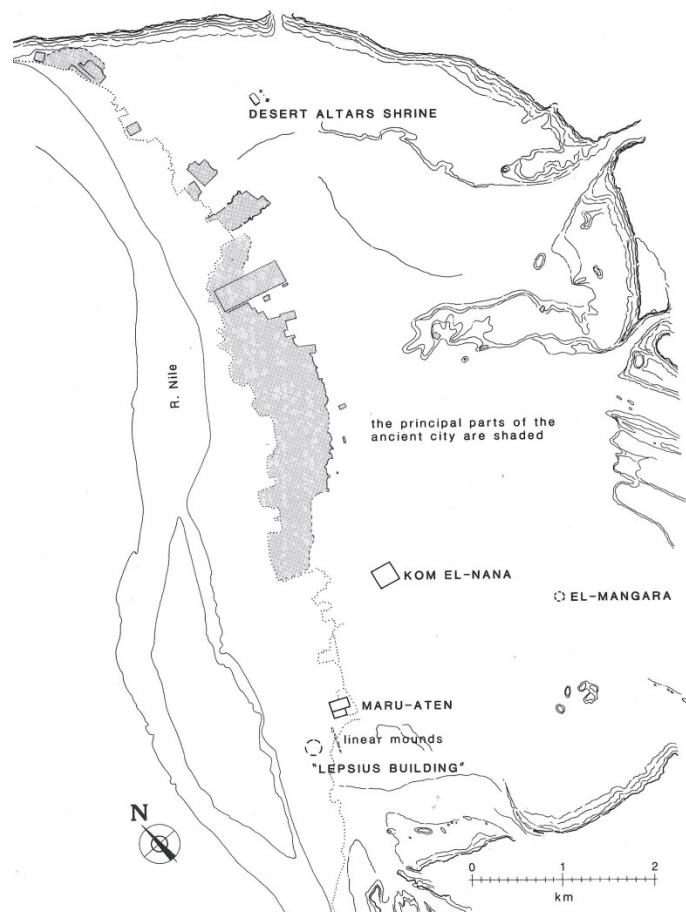 DESERT ALTARS SHRINE
R. Nile
the principal parts of the
ancient city are shaded
KOM EL-NANA
EL-MANGARA
MARU-ATEN
linear mounds
"LEPSIUS BUILDING"
N
0 1 2
km